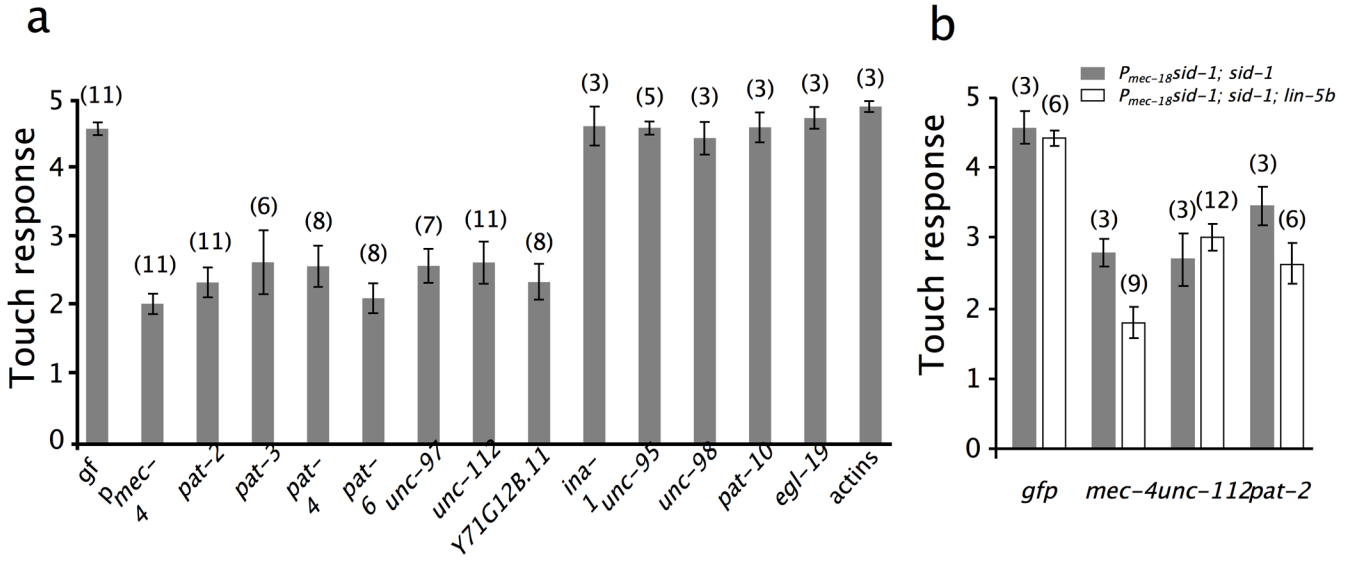 a
Touch response
5
4
3
2
1
0
(11)
(11)
(11)
(6)
(8)
(8)
(7)
(11)
(8)
(3)
(5)
(3)
(3)
(3)
(3)
gf
p
mec-
4
pat-2
pat-3
pat-
4
pat-
6
unc-97
unc-112
Y71G12B.11
ina-
1
unc-95
unc-98
pat-10
egl-19
actins
b
Pmec-18sid-1; sid-1
Pmec-18sid-1; sid-1; lin-5b
Touch response
5
4
3
2
1
0
(3)
(6)
(3)
(9)
(3)
(12)
(3)
(6)
gfp
mec-4
unc-112
pat-2